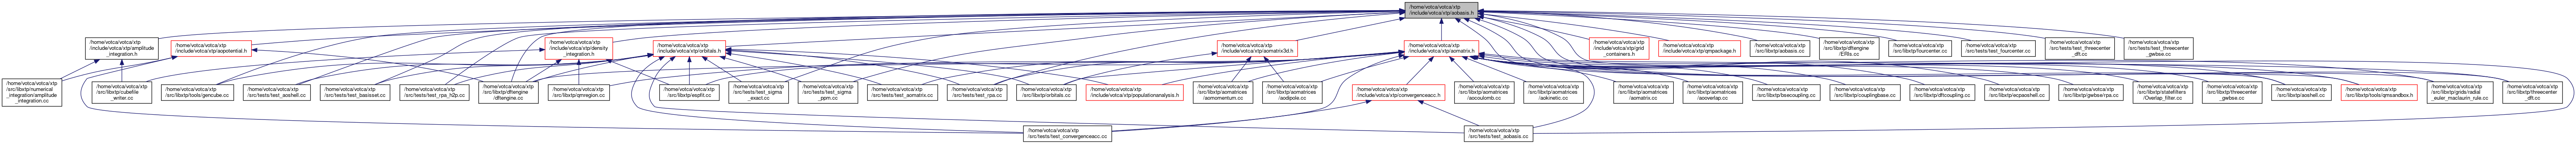 /home/votca/votca/xtp
/include/votca/xtp/aobasis.h
/home/votca/votca/xtp
/include/votca/xtp/amplitude
_integration.h
/home/votca/votca/xtp
/include/votca/xtp/aopotential.h
/home/votca/votca/xtp
/include/votca/xtp/density
_integration.h
/home/votca/votca/xtp
/include/votca/xtp/orbitals.h
/home/votca/votca/xtp
/include/votca/xtp/aomatrix3d.h
/home/votca/votca/xtp
/include/votca/xtp/aomatrix.h
/home/votca/votca/xtp
/include/votca/xtp/grid
_containers.h
/home/votca/votca/xtp
/include/votca/xtp/qmpackage.h
/home/votca/votca/xtp
/src/libxtp/aobasis.cc
/home/votca/votca/xtp
/src/libxtp/dftengine
/ERIs.cc
/home/votca/votca/xtp
/src/libxtp/fourcenter.cc
/home/votca/votca/xtp
/src/tests/test_fourcenter.cc
/home/votca/votca/xtp
/src/tests/test_threecenter
_dft.cc
/home/votca/votca/xtp
/src/tests/test_threecenter
_gwbse.cc
/home/votca/votca/xtp
/src/libxtp/numerical
_integration/amplitude
_integration.cc
/home/votca/votca/xtp
/src/libxtp/cubefile
_writer.cc
/home/votca/votca/xtp
/src/libxtp/tools/gencube.cc
/home/votca/votca/xtp
/src/tests/test_aoshell.cc
/home/votca/votca/xtp
/src/tests/test_basisset.cc
/home/votca/votca/xtp
/src/tests/test_rpa_h2p.cc
/home/votca/votca/xtp
/src/libxtp/dftengine
/dftengine.cc
/home/votca/votca/xtp
/src/libxtp/qmregion.cc
/home/votca/votca/xtp
/src/libxtp/espfit.cc
/home/votca/votca/xtp
/src/tests/test_sigma
_exact.cc
/home/votca/votca/xtp
/src/tests/test_sigma
_ppm.cc
/home/votca/votca/xtp
/src/tests/test_aomatrix.cc
/home/votca/votca/xtp
/src/tests/test_rpa.cc
/home/votca/votca/xtp
/src/libxtp/orbitals.cc
/home/votca/votca/xtp
/include/votca/xtp/populationanalysis.h
/home/votca/votca/xtp
/src/libxtp/aomatrices
/aomomentum.cc
/home/votca/votca/xtp
/src/libxtp/aomatrices
/aodipole.cc
/home/votca/votca/xtp
/include/votca/xtp/convergenceacc.h
/home/votca/votca/xtp
/src/libxtp/aomatrices
/aocoulomb.cc
/home/votca/votca/xtp
/src/libxtp/aomatrices
/aokinetic.cc
/home/votca/votca/xtp
/src/libxtp/aomatrices
/aomatrix.cc
/home/votca/votca/xtp
/src/libxtp/aomatrices
/aooverlap.cc
/home/votca/votca/xtp
/src/libxtp/bsecoupling.cc
/home/votca/votca/xtp
/src/libxtp/couplingbase.cc
/home/votca/votca/xtp
/src/libxtp/dftcoupling.cc
/home/votca/votca/xtp
/src/libxtp/ecpaoshell.cc
/home/votca/votca/xtp
/src/libxtp/gwbse/rpa.cc
/home/votca/votca/xtp
/src/libxtp/statefilters
/Overlap_filter.cc
/home/votca/votca/xtp
/src/libxtp/threecenter
_gwbse.cc
/home/votca/votca/xtp
/src/libxtp/aoshell.cc
/home/votca/votca/xtp
/src/libxtp/tools/qmsandbox.h
/home/votca/votca/xtp
/src/libxtp/grids/radial
_euler_maclaurin_rule.cc
/home/votca/votca/xtp
/src/libxtp/threecenter
_dft.cc
/home/votca/votca/xtp
/src/tests/test_convergenceacc.cc
/home/votca/votca/xtp
/src/tests/test_aobasis.cc